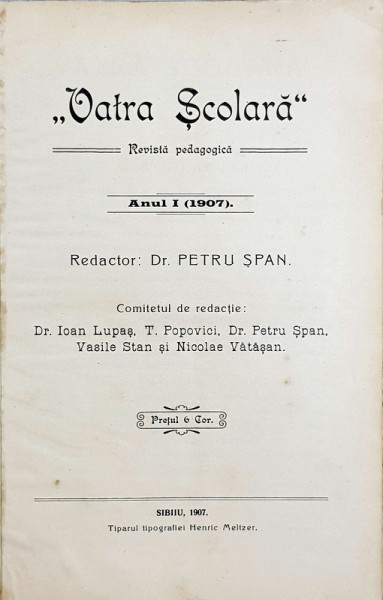 „Vatra Școlară“
Revistă pedagogică
Anul I (1907).
Redactor: Dr. PETRU ȘPAN.
Comitetul de redacție:
Dr. Ioan Lupaș, T. Popovici, Dr. Petru Șpan,
Vasile Stan și Nicolae Vătășan.
Prețul 6 Cor.
SIBIIU, 1907.
Tiparul tipografiei Henric Meltzer.